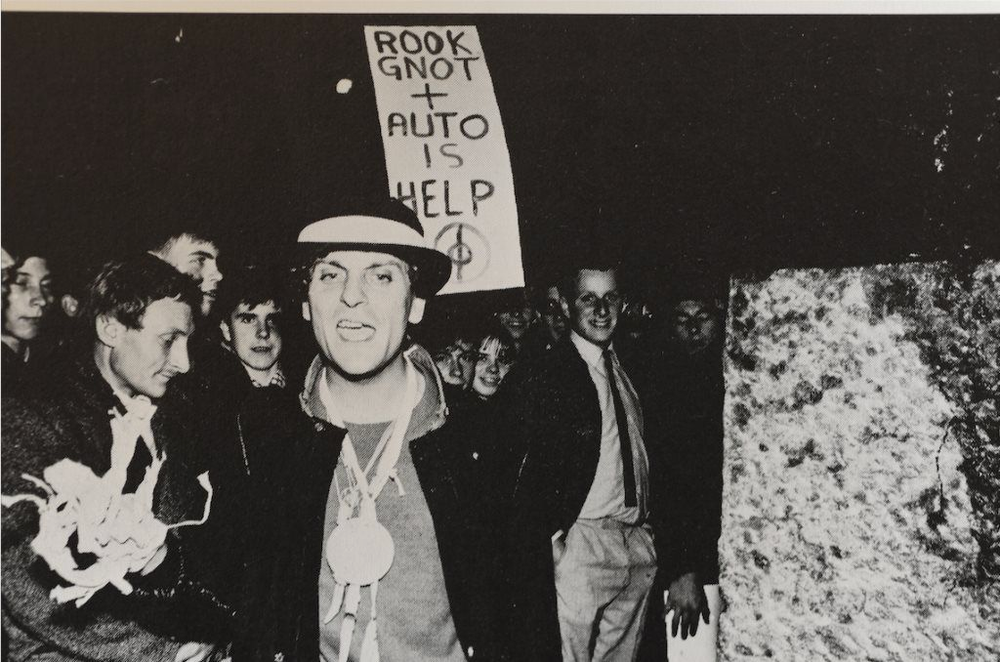 ROOK
GNOT
+
AUTO
IS
HELP